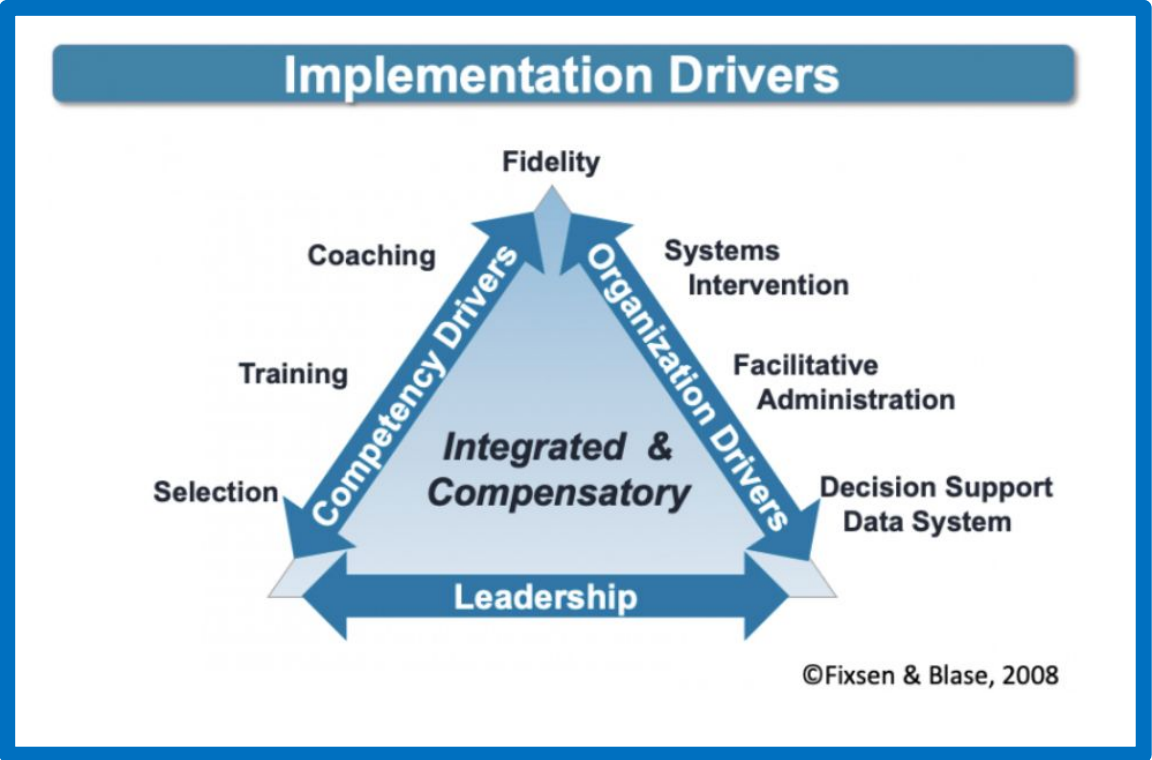 Implementation Drivers
Fidelity
Coaching
Training
Selection
Competency Drivers
Organization Drivers
Systems
Intervention
Facilitative
Administration
Decision Support
Data System
Integrated &
Compensatory
Leadership
©Fixsen & Blase, 2008